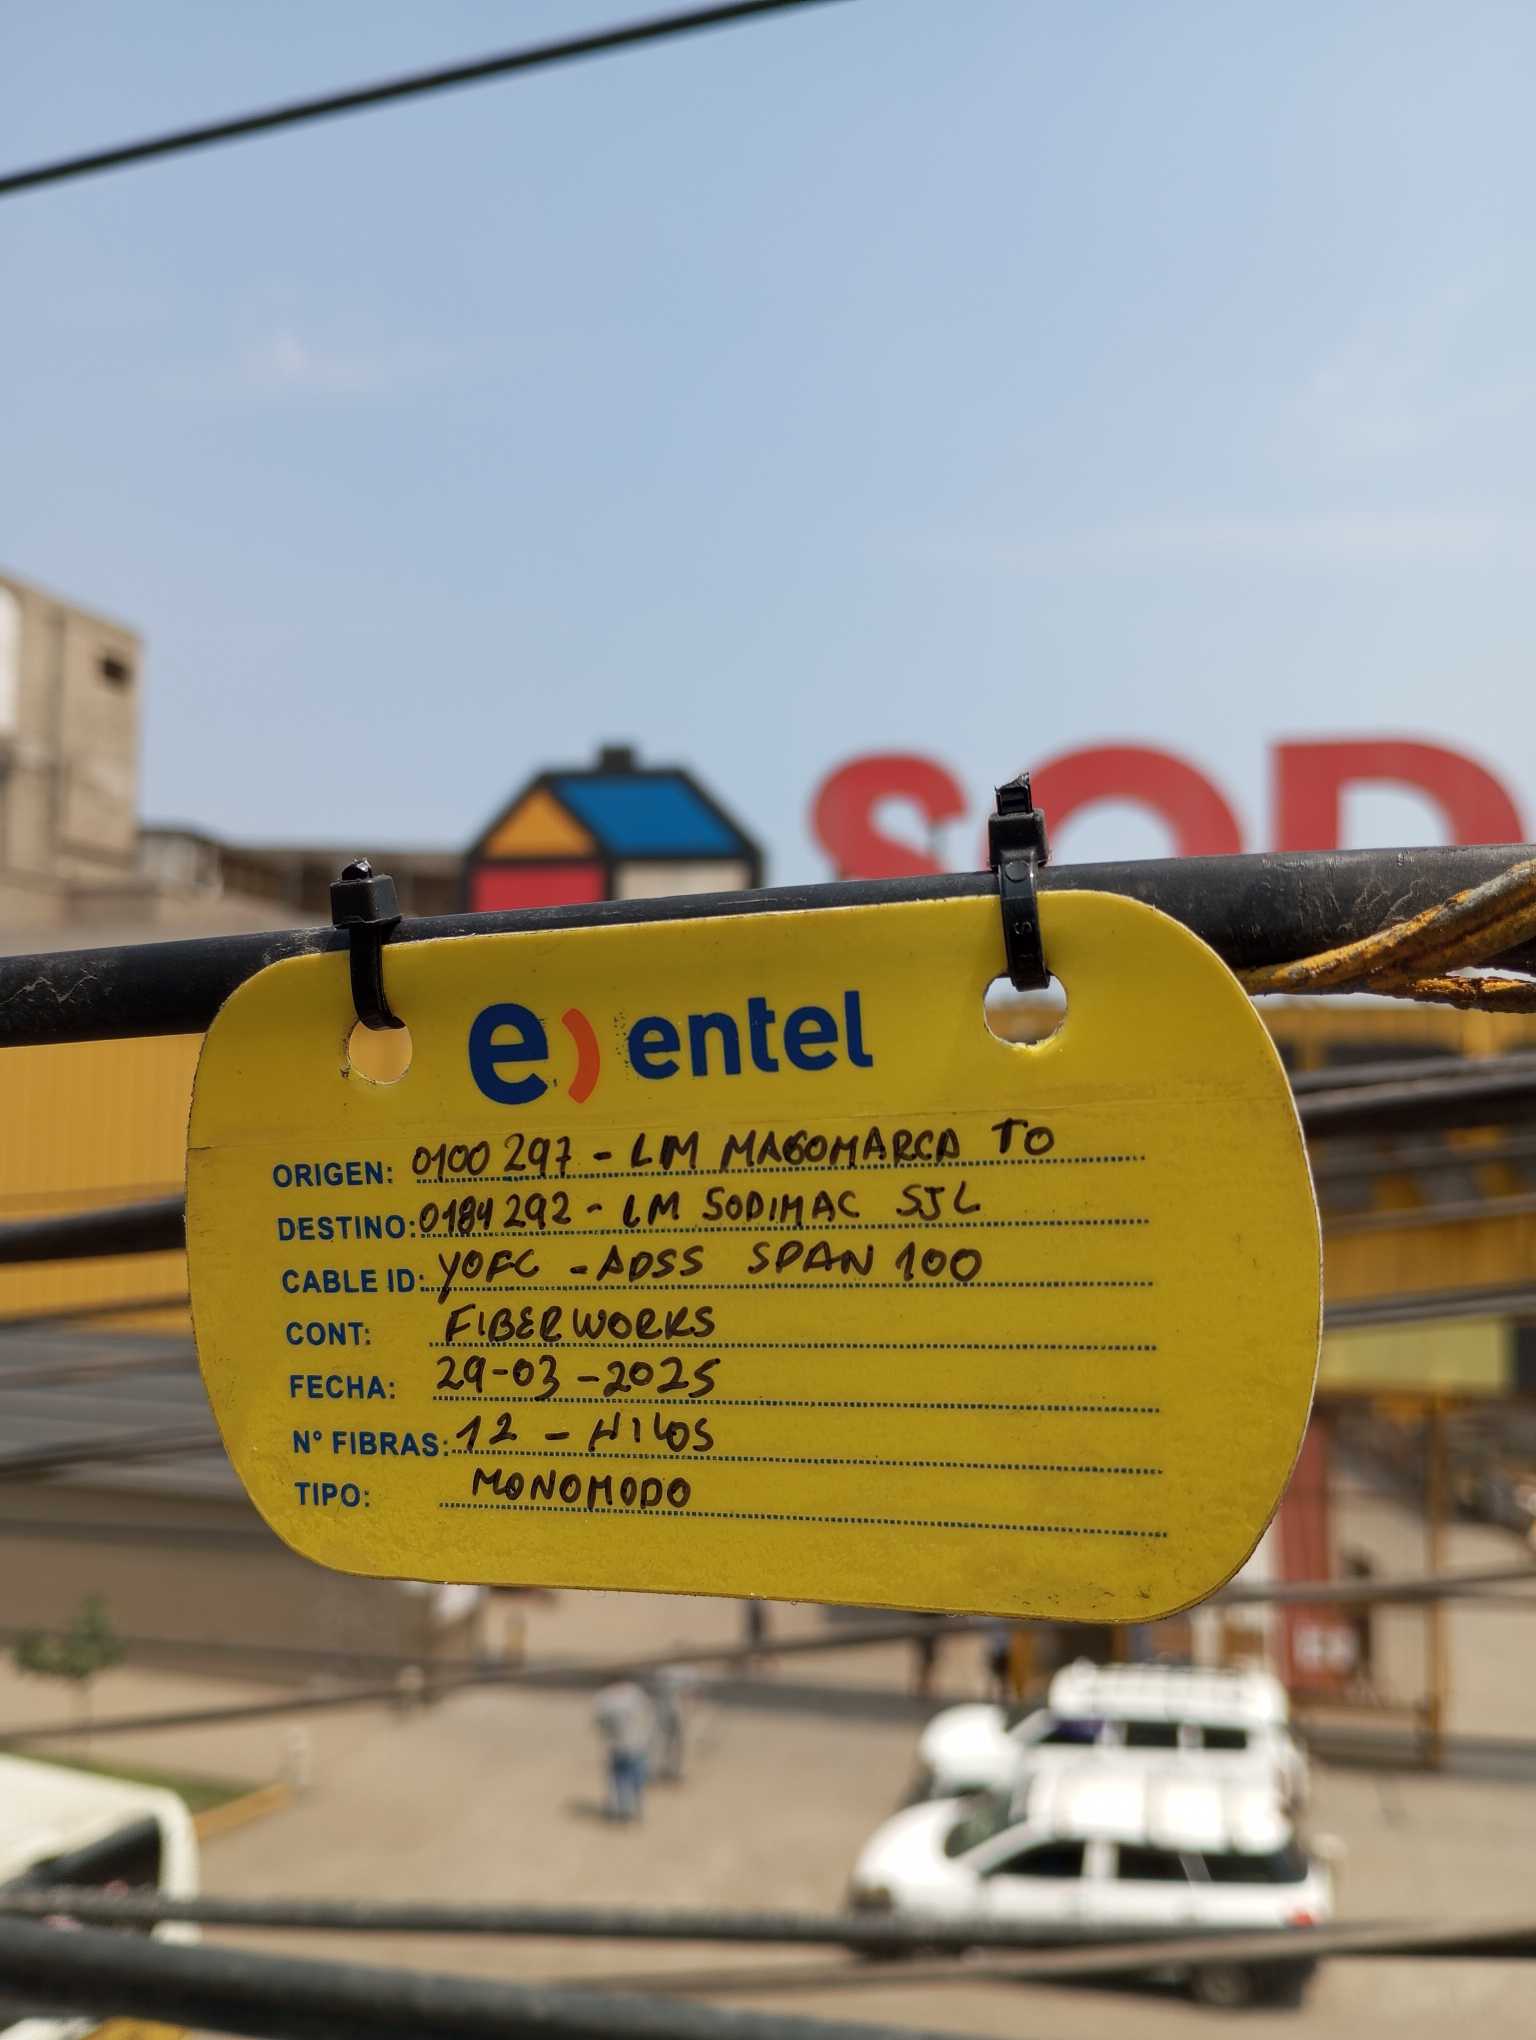 SOD
e) entel
ORIGEN: 0100297 - LM MAGOMARCA TO
DESTINO: 0184292 - LM SODIMAC SJL
CABLE ID: YOFC - ADSS SPAN 100
CONT: FIBERWORKS
FECHA: 29-03-2025
N° FIBRAS: 12 - HILOS
TIPO: MONOMODO